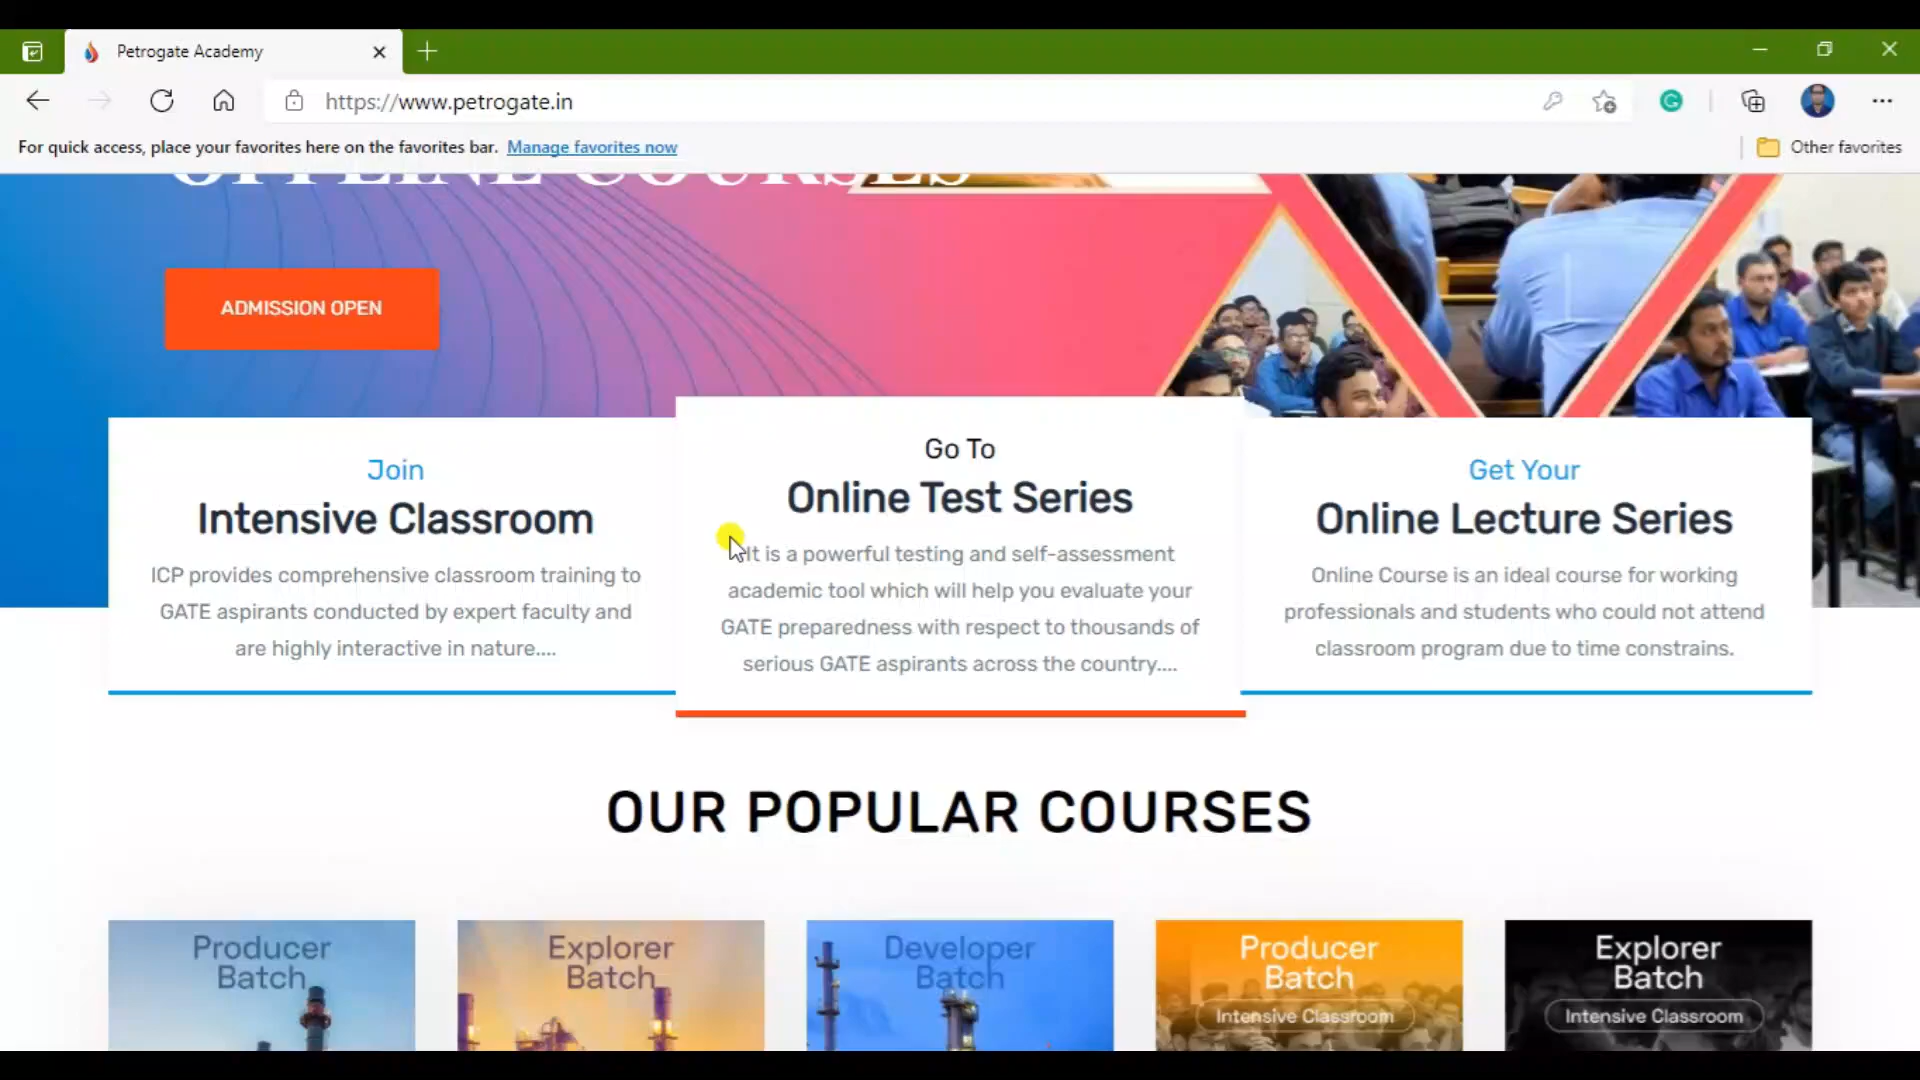 Petrogate Academy
https://www.petrogate.in
For quick access, place your favorites here on the favorites bar. Manage favorites now
Other favorites
OFFLINE COURSES
ADMISSION OPEN
Join
Intensive Classroom
ICP provides comprehensive classroom training to
GATE aspirants conducted by expert faculty and
are highly interactive in nature....
Go To
Online Test Series
It is a powerful testing and self-assessment
academic tool which will help you evaluate your
GATE preparedness with respect to thousands of
serious GATE aspirants across the country....
Get Your
Online Lecture Series
Online Course is an ideal course for working
professionals and students who could not attend
classroom program due to time constrains.
OUR POPULAR COURSES
Producer
Batch
Explorer
Batch
Developer
Batch
Producer
Batch
Intensive Classroom
Explorer
Batch
Intensive Classroom